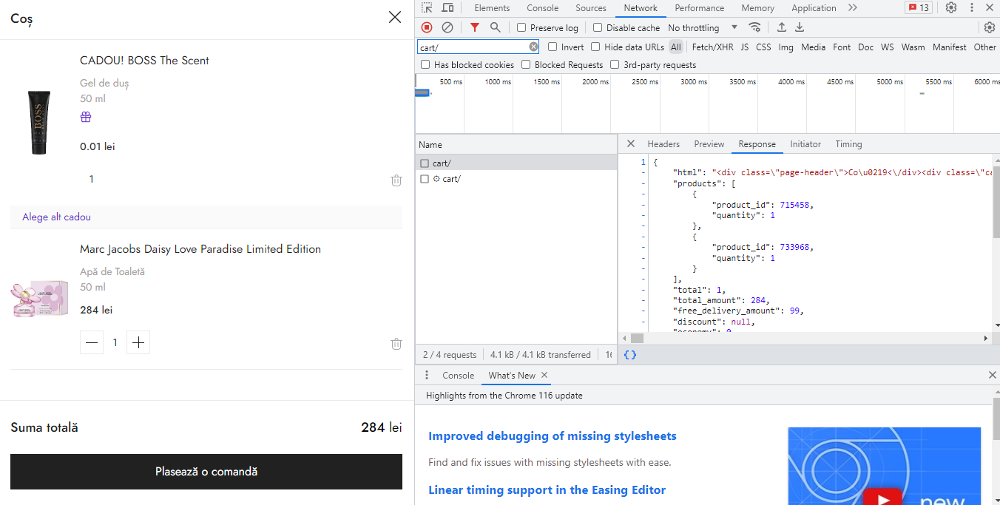 Coș
CADOU! BOSS The Scent
Gel de duș
50 ml
BOSS
0.01 lei
1
Alege alt cadou
Marc Jacobs Daisy Love Paradise Limited Edition
Apă de Toaletă
50 ml
284 lei
1
Suma totală 284 lei
Plasează o comandă
Elements Console Sources Network Performance Memory Application 13
Preserve log Disable cache No throttling
cart/ Invert Hide data URLs All Fetch/XHR JS CSS Img Media Font Doc WS Wasm Manifest Other
Has blocked cookies Blocked Requests 3rd-party requests
500 ms 1000 ms 1500 ms 2000 ms 2500 ms 3000 ms 3500 ms 4000 ms 4500 ms 5000 ms 5500 ms 6000 ms
Name
cart/
cart/
2 / 4 requests 4.1 kB / 4.1 kB transferred
Headers Preview Response Initiator Timing
1 {
- "html": "<div class=\"page-header\">Co\u0219<\/div><div class=\"ca
- "products": [
- {
- "product_id": 715458,
- "quantity": 1
- },
- {
- "product_id": 733968,
- "quantity": 1
- }
- ],
- "total": 1,
- "total_amount": 284,
- "free_delivery_amount": 99,
- "discount": null,
"economy": 0
{}
Console What's New
Highlights from the Chrome 116 update
Improved debugging of missing stylesheets
Find and fix issues with missing stylesheets with ease.
Linear timing support in the Easing Editor
new